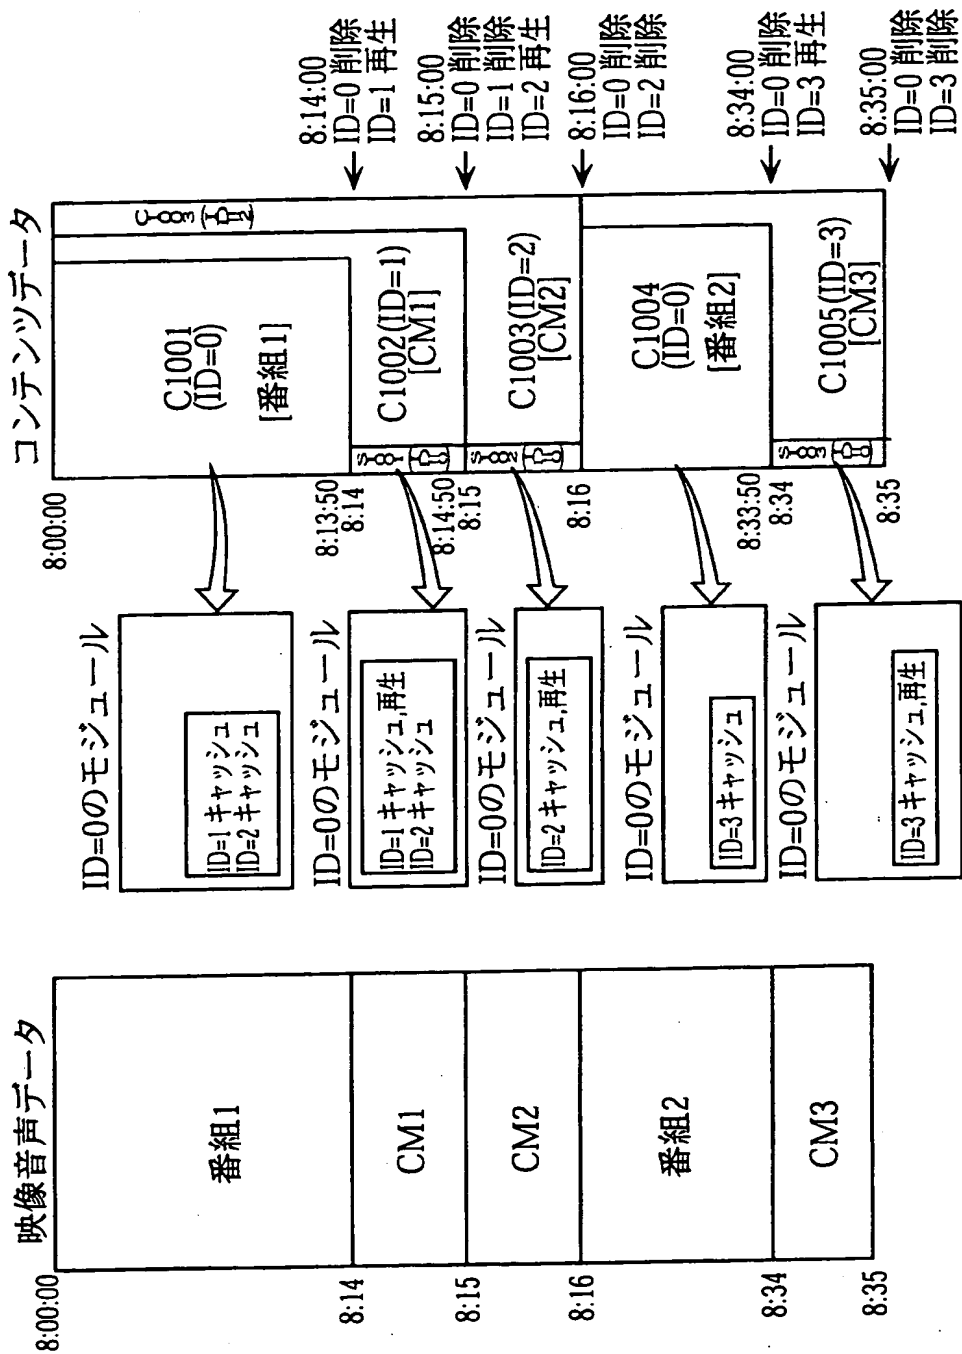 映像音声データ
8:00:00
番組1
8:14
CM1
8:15
CM2
8:16
番組2
8:34
CM3
8:35
ID=0のモジュール
ID=1 キャッシュ
ID=2 キャッシュ
ID=0のモジュール
ID=1 キャッシュ,再生
ID=2 キャッシュ
ID=0のモジュール
ID=2 キャッシュ,再生
ID=0のモジュール
ID=3 キャッシュ
ID=0のモジュール
ID=3 キャッシュ,再生
コンテンツデータ
8:00:00
C1001
(ID=0)
[番組1]
C1003
(ID=2)
8:13:50
8:14
C1002(ID=1)
[CM1]
S1001
(ID=0)
8:14:50
8:15
C1003(ID=2)
[CM2]
S1002
(ID=0)
8:16
C1004
(ID=0)
[番組2]
8:33:50
8:34
C1005(ID=3)
[CM3]
S1003
(ID=0)
8:35
8:14:00
ID=0 削除
ID=1 再生
8:15:00
ID=0 削除
ID=1 削除
ID=2 再生
8:16:00
ID=0 削除
ID=2 削除
8:34:00
ID=0 削除
ID=3 再生
8:35:00
ID=0 削除
ID=3 削除